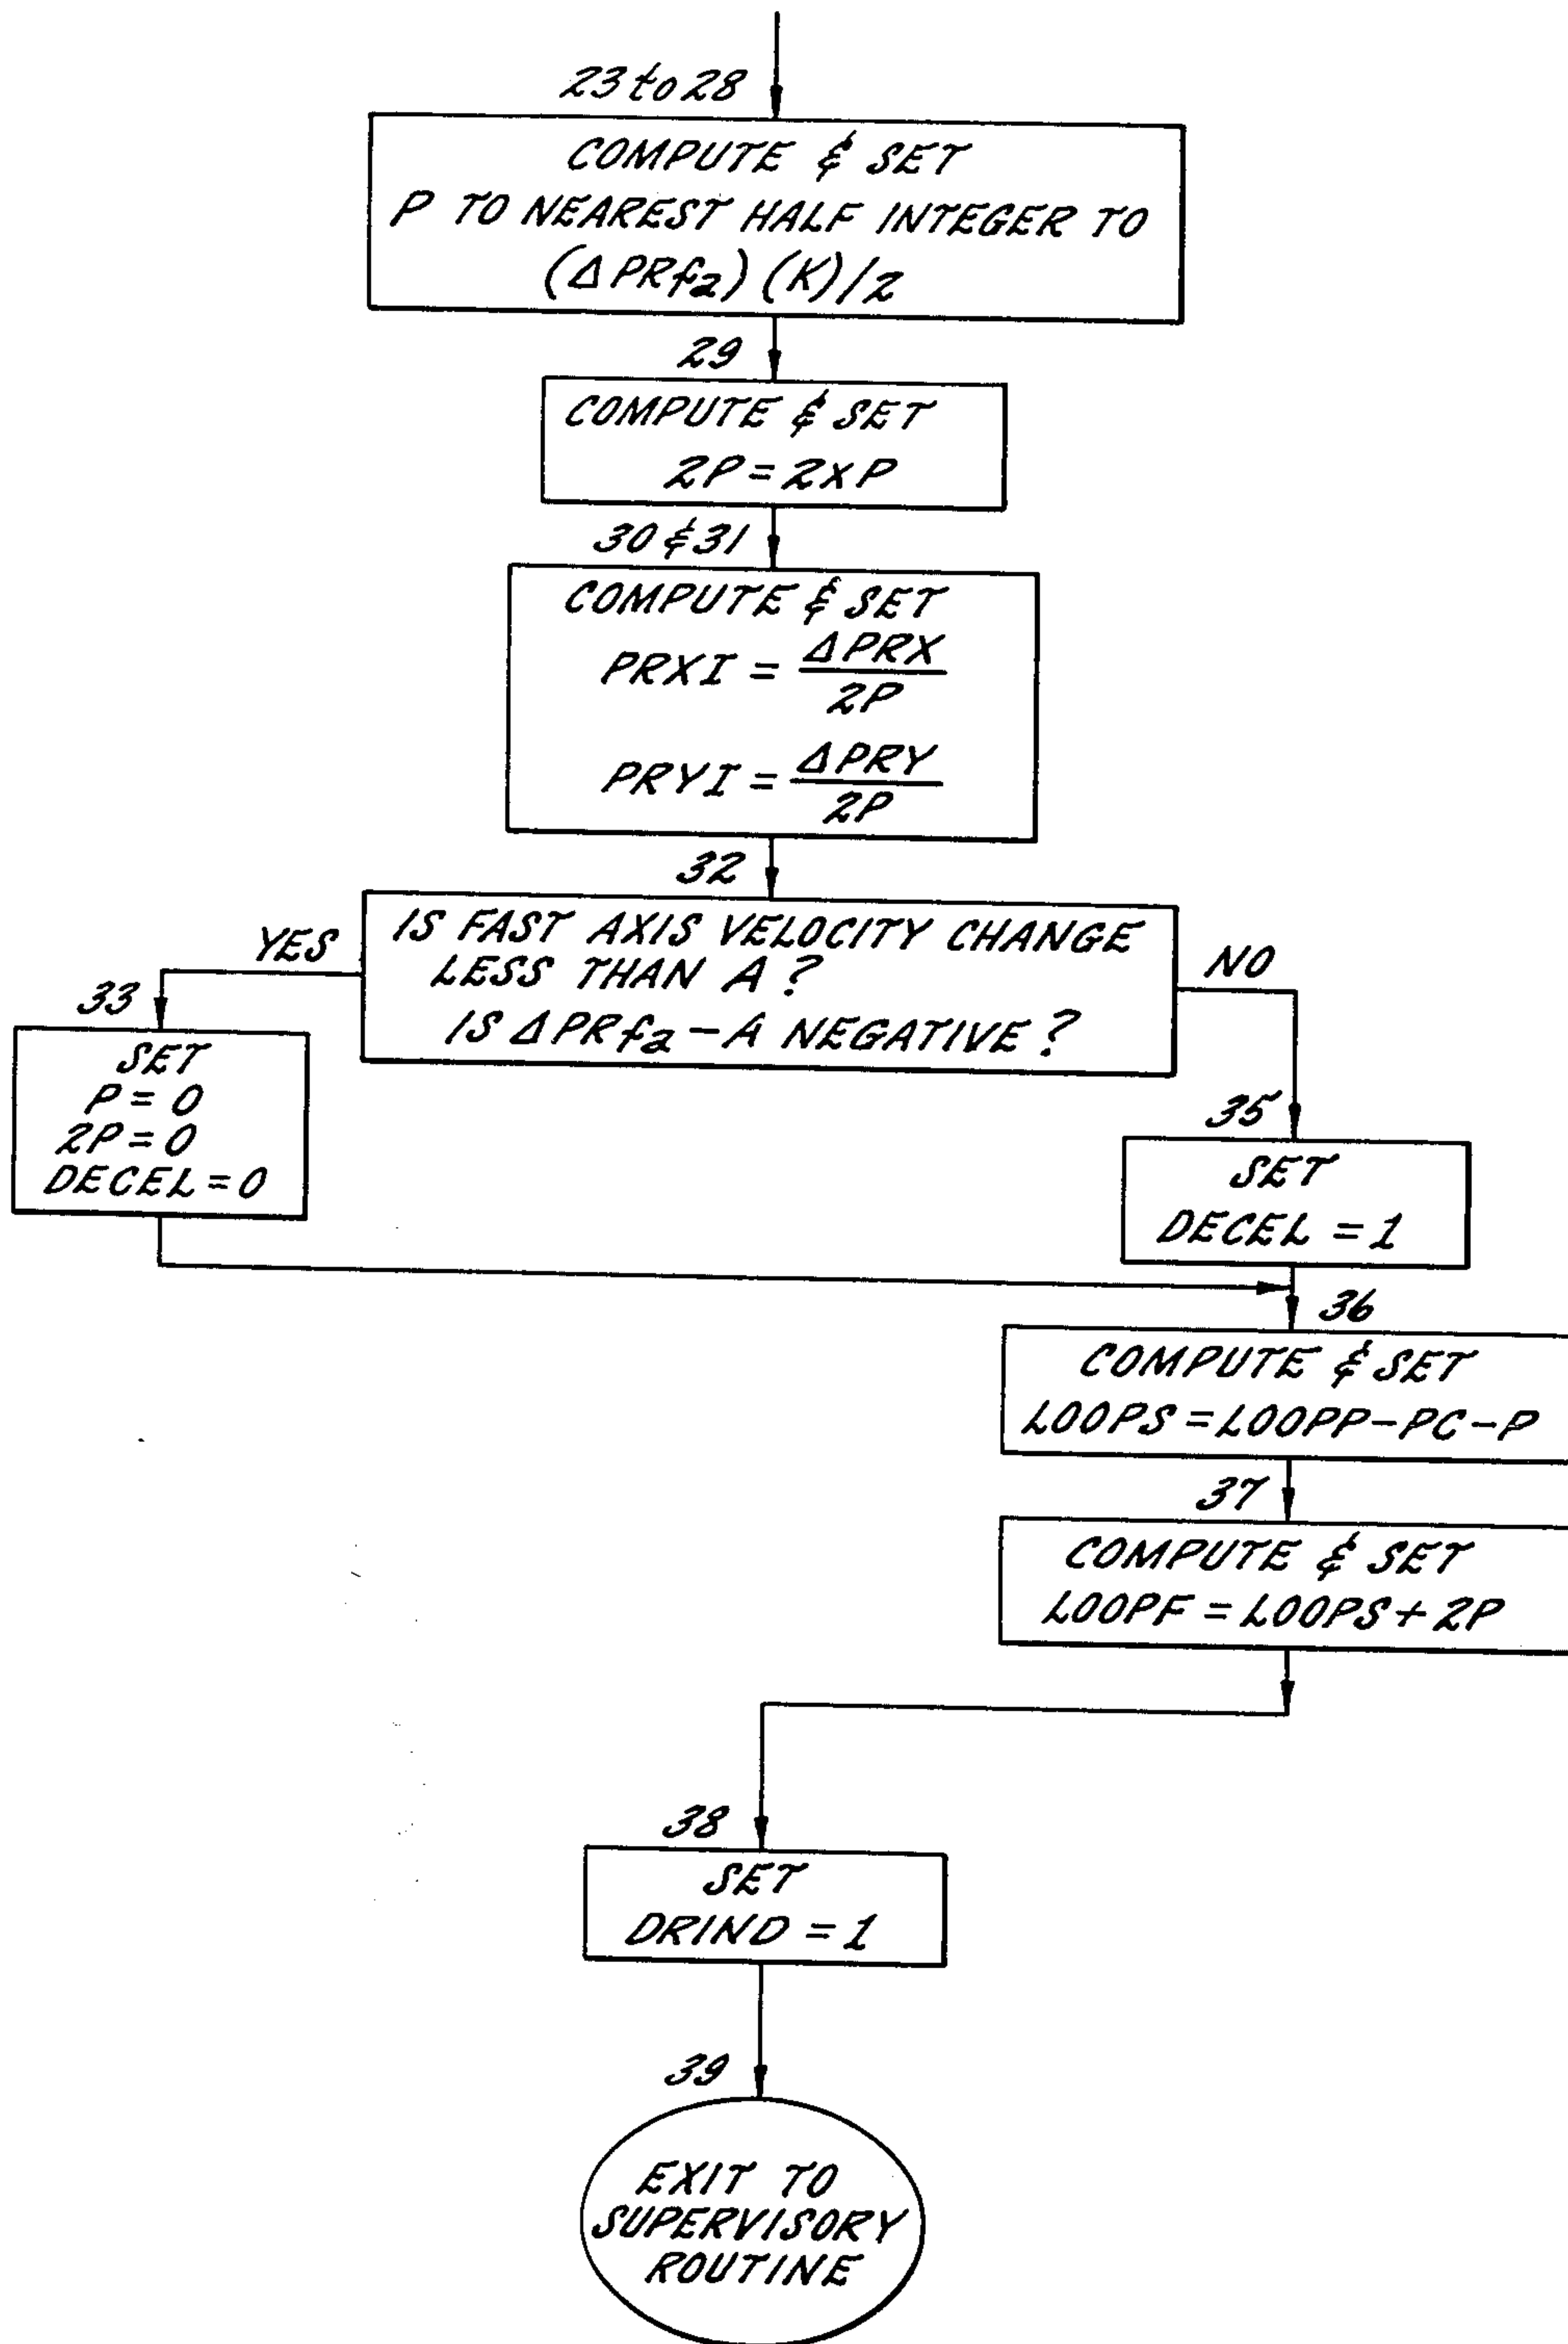 23 to 28
COMPUTE & SET
P TO NEAREST HALF INTEGER TO
(Δ PRfa) (K)/2
29
COMPUTE & SET
2P = 2XP
30 & 31
COMPUTE & SET
PRXI = ΔPRX / 2P
PRYI = ΔPRY / 2P
32
IS FAST AXIS VELOCITY CHANGE
LESS THAN A?
IS ΔPRfa - A NEGATIVE?
YES
NO
33
SET
P = 0
2P = 0
DECEL = 0
35
SET
DECEL = 1
36
COMPUTE & SET
LOOPS = LOOPP - PC - P
37
COMPUTE & SET
LOOPF = LOOPS + 2P
38
SET
DRIND = 1
39
EXIT TO
SUPERVISORY
ROUTINE